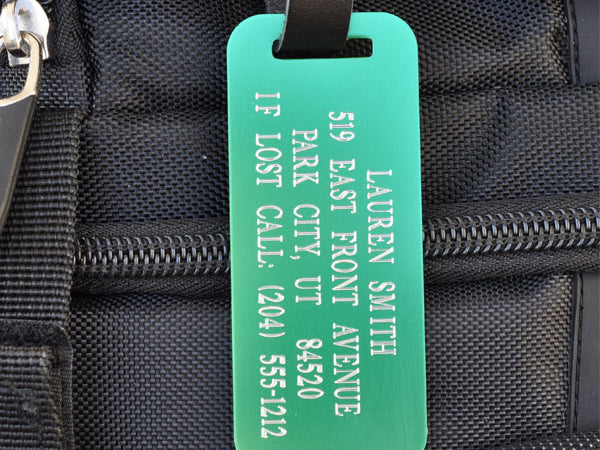 LAUREN SMITH
519 EAST FRONT AVENUE
PARK CITY, UT 84520
IF LOST CALL: (204) 555-1212